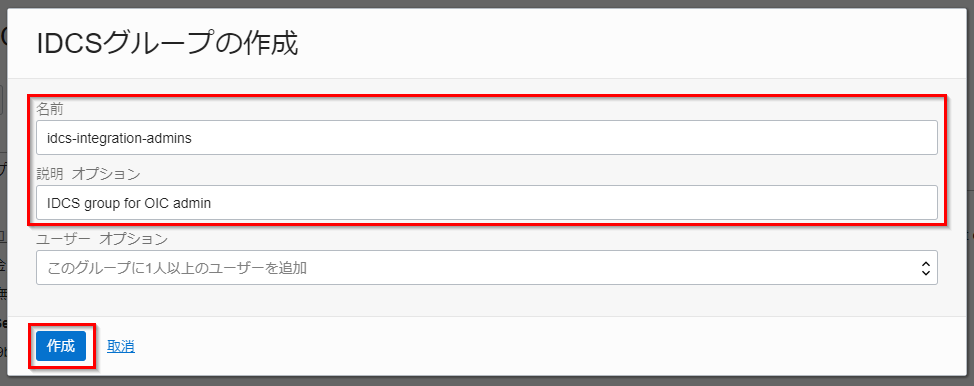 IDCSグループの作成
名前
idcs-integration-admins
説明 オプション
IDCS group for OIC admin
ユーザー オプション
このグループに1人以上のユーザーを追加
作成 取消